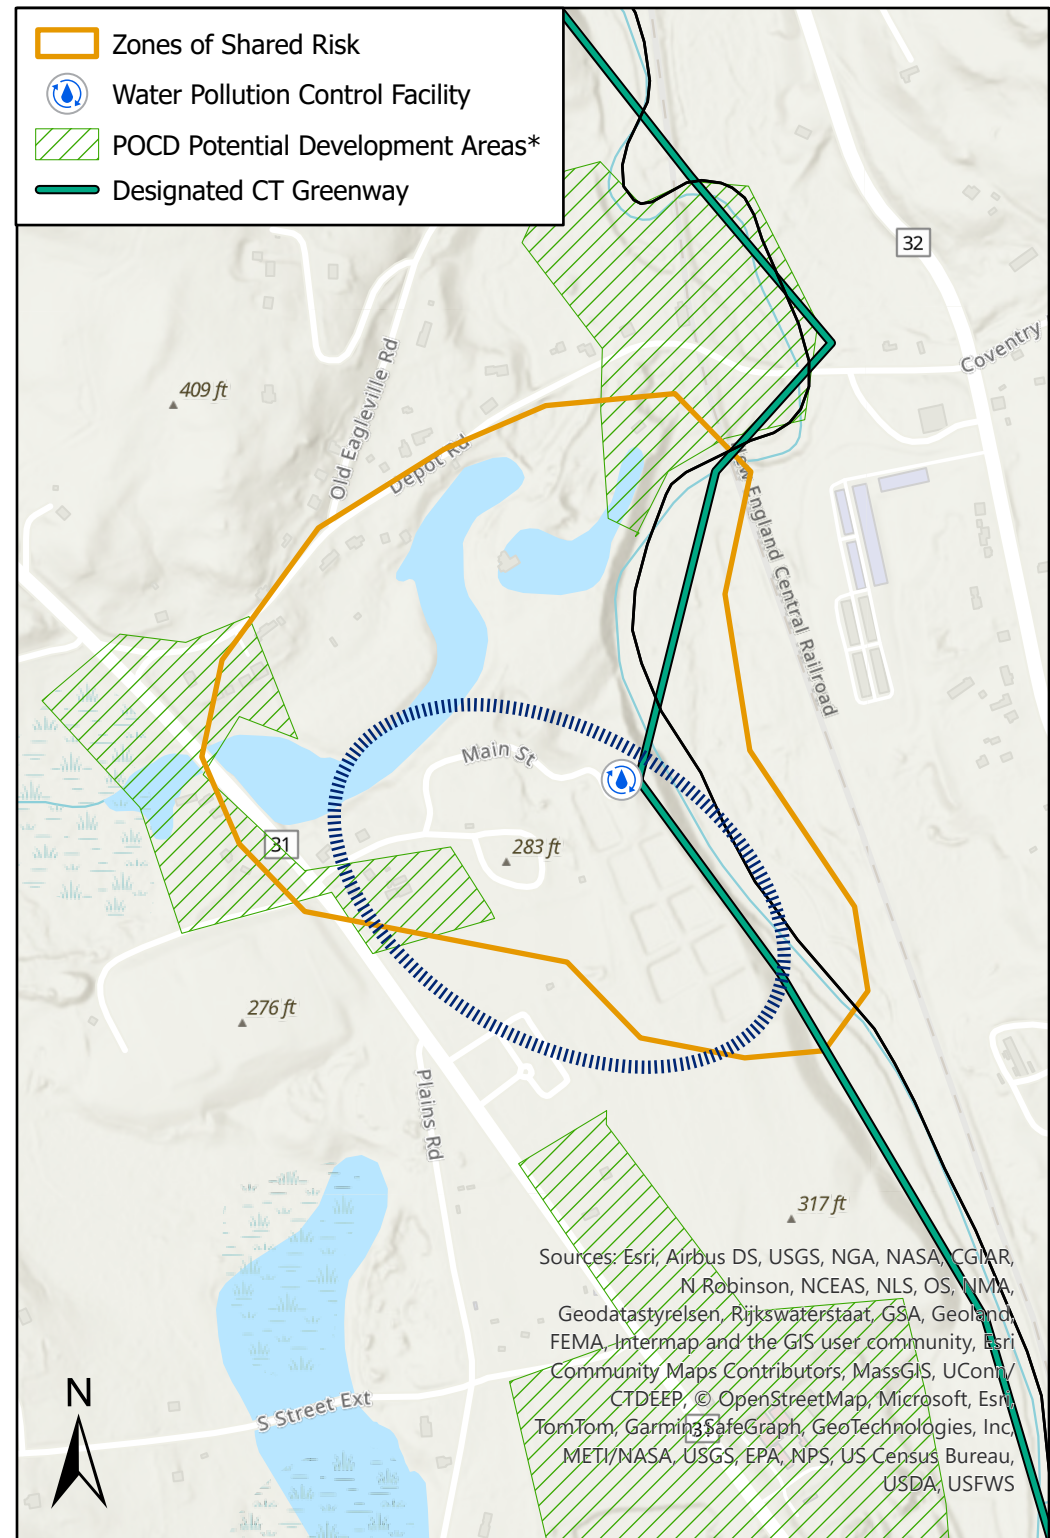 Zones of Shared Risk
Water Pollution Control Facility
POCD Potential Development Areas*
Designated CT Greenway
32
Coventry
409 ft
Old Eagleville Rd
Depot Rd
New England Central Railroad
Main St
31
283 ft
276 ft
Plains Rd
317 ft
Sources: Esri, Airbus DS, USGS, NGA, NASA, CGIAR,
N Robinson, NCEAS, NLS, OS, NMA,
Geodatastyrelsen, Rijkswaterstaat, GSA, Geoland,
FEMA, Intermap and the GIS user community, Esri
Community Maps Contributors, MassGIS, UConn/
CTDEEP, © OpenStreetMap, Microsoft, Esri,
TomTom, Garmin, SafeGraph, GeoTechnologies, Inc,
METI/NASA, USGS, EPA, NPS, US Census Bureau,
USDA, USFWS
31
S Street Ext
N